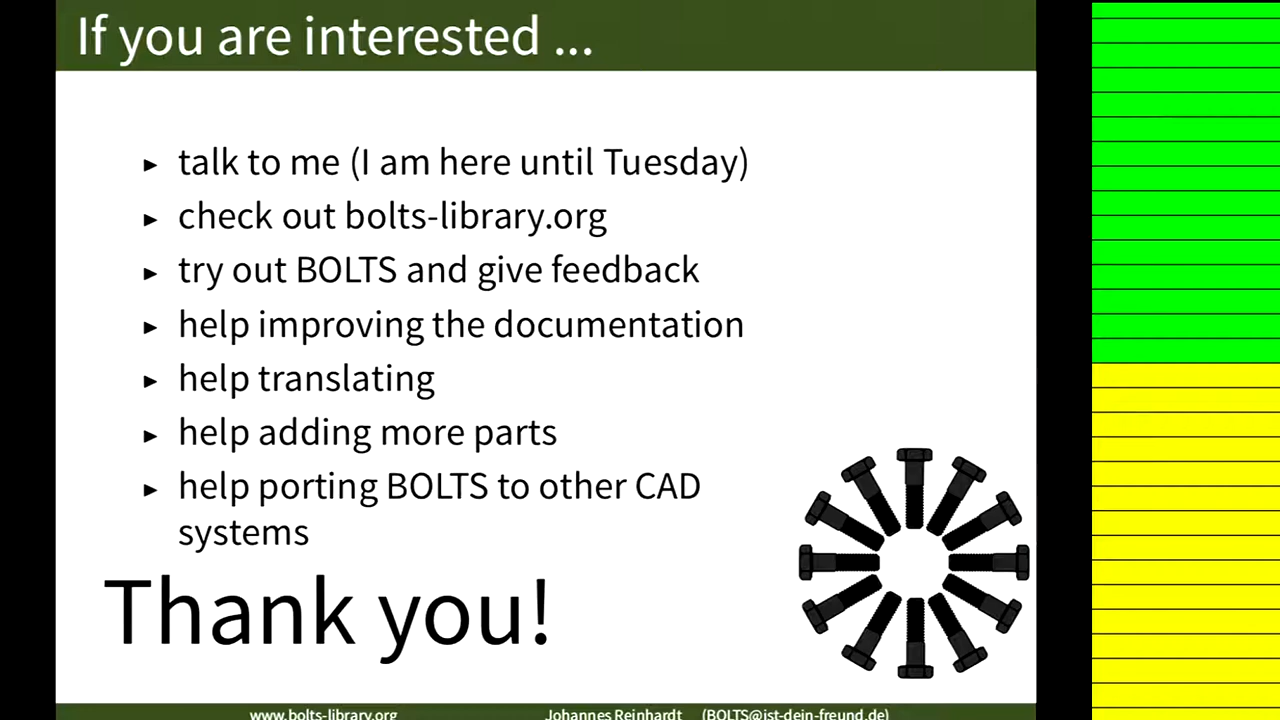 If you are interested ...
▸ talk to me (I am here until Tuesday)
▸ check out bolts-library.org
▸ try out BOLTS and give feedback
▸ help improving the documentation
▸ help translating
▸ help adding more parts
▸ help porting BOLTS to other CAD
systems
Thank you!
www.bolts-library.org Johannes Reinhardt (BOLTS@ist-dein-freund.de)